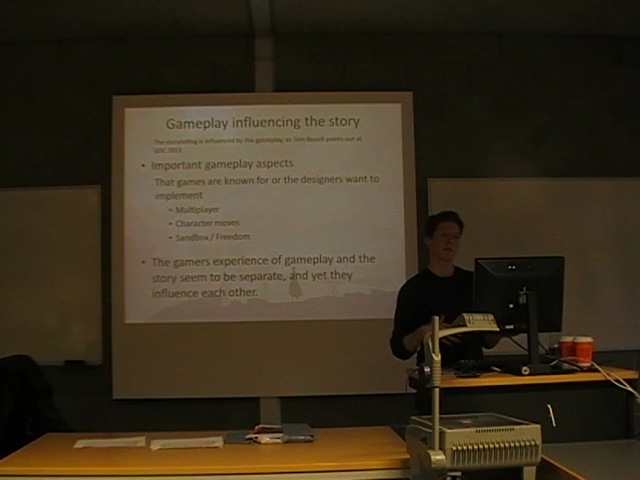 Gameplay influencing the story
The storytelling is influenced by the gameplay, as Tom Bissell points out at
GDC 2013
• Important gameplay aspects
That games are known for or the designers want to
implement
• Multiplayer
• Character moves
• Sandbox / Freedom
• The gamers experience of gameplay and the
story seem to be separate, and yet they
influence each other.